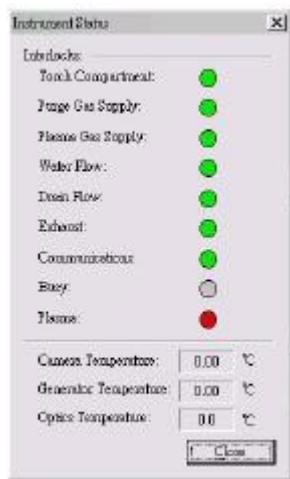 Instrument Status
Interlocks
Torch Compartment:
Purge Gas Supply:
Plasma Gas Supply:
Water Flow:
Drain Flow:
Exhaust:
Communications
Busy:
Plasma:
Camera Temperature: 0.00 ℃
Generator Temperature: 0.00 ℃
Optics Temperature: 0.0 ℃
Close